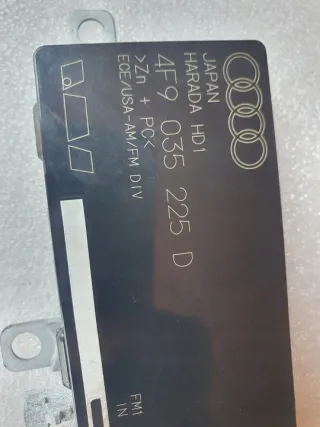 JAPAN
HARADA HD1
4F9 035 225 D
>Zn + PC<
ECE/USA-AM/FM DIV
FM1
IN